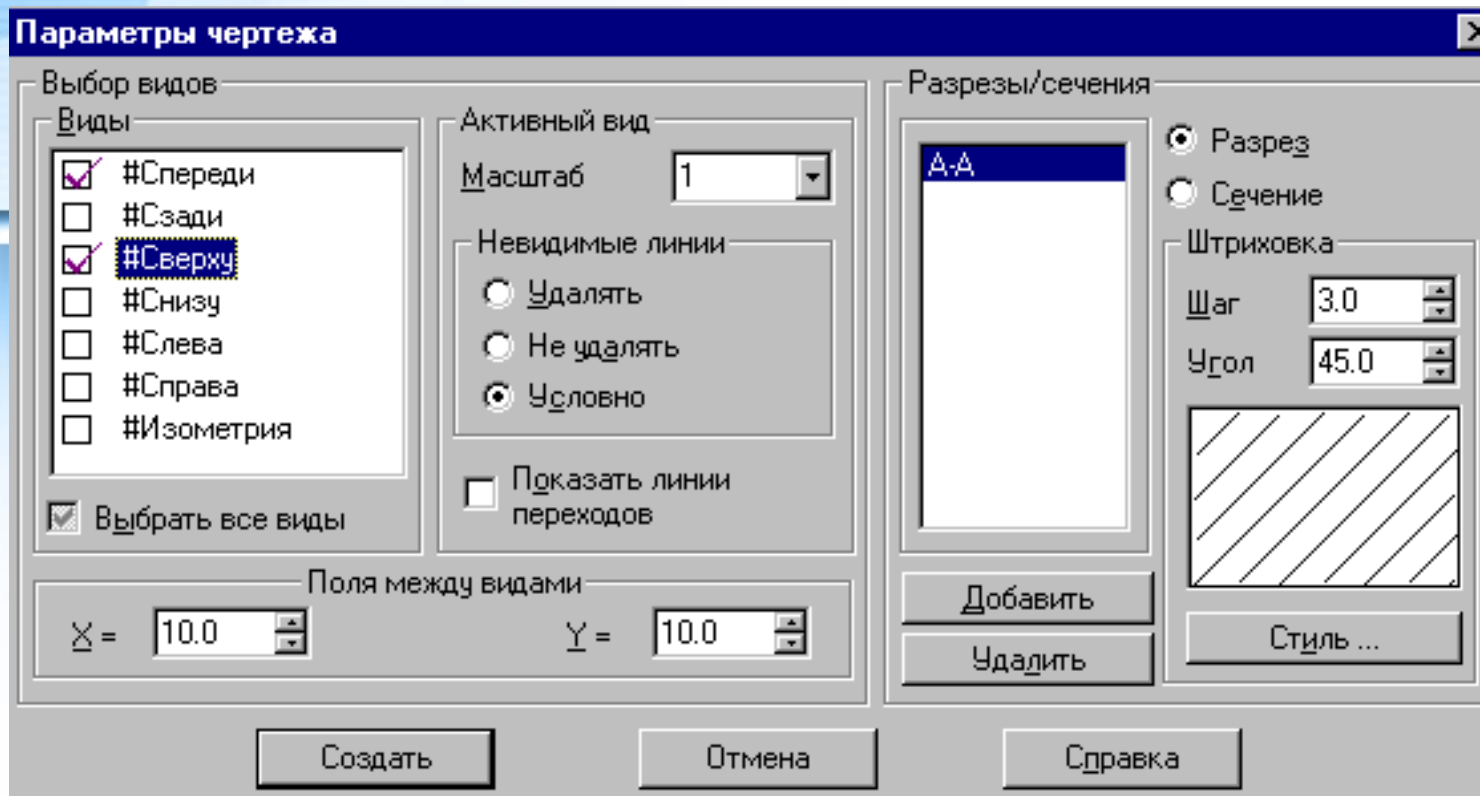 Параметры чертежа
Выбор видов
Виды
#Спереди
#Сзади
#Сверху
#Снизу
#Слева
#Справа
#Изометрия
Выбрать все виды
Активный вид
Масштаб 1
Невидимые линии
Удалять
Не удалять
Условно
Показать линии
переходов
Поля между видами
X = 10.0 Y = 10.0
Разрезы/сечения
А-А
Добавить
Удалить
Разрез
Сечение
Штриховка
Шаг 3.0
Угол 45.0
Стиль ...
Создать Отмена Справка